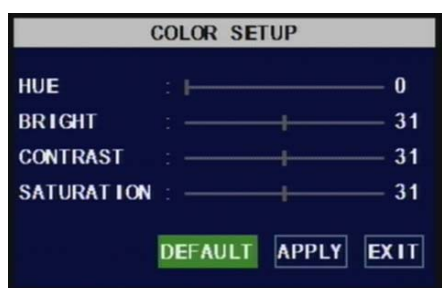 COLOR SETUP
HUE : 0
BRIGHT : 31
CONTRAST : 31
SATURATION : 31
DEFAULT APPLY EXIT